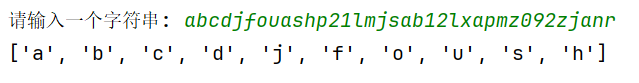 请输入一个字符串: abcdjfouashp21lmjsab12lxapmz092zjanr
['a', 'b', 'c', 'd', 'j', 'f', 'o', 'u', 's', 'h']